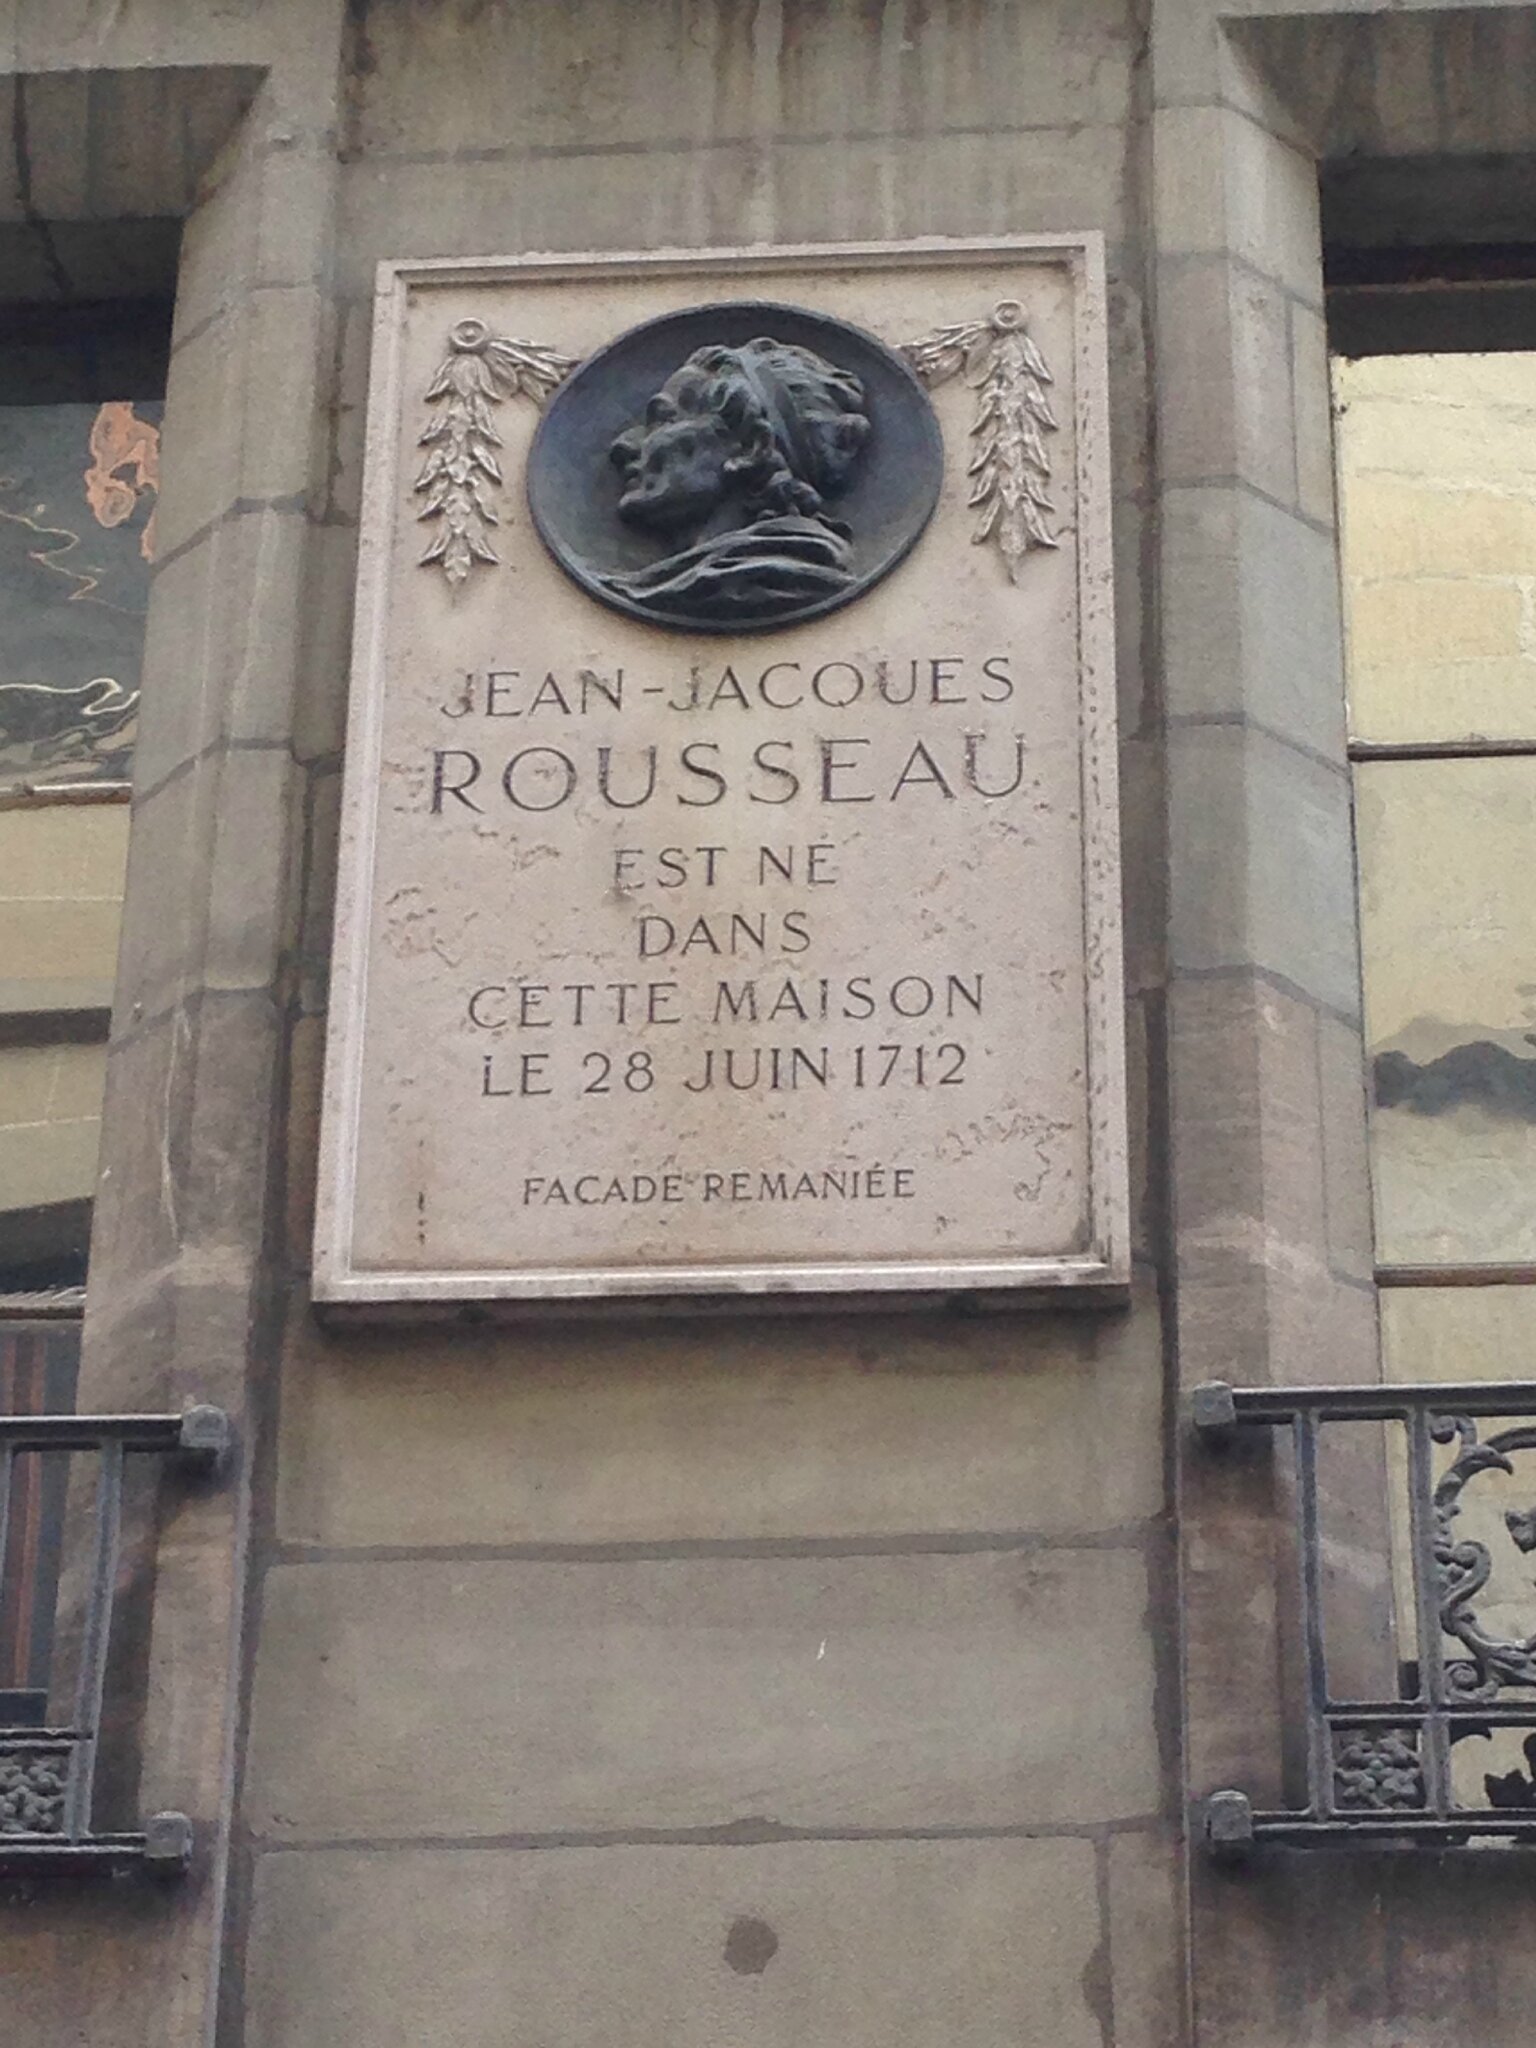 JEAN-JACQUES
ROUSSEAU
EST NÉ
DANS
CETTE MAISON
LE 28 JUIN 1712
FACADE REMANIÉE